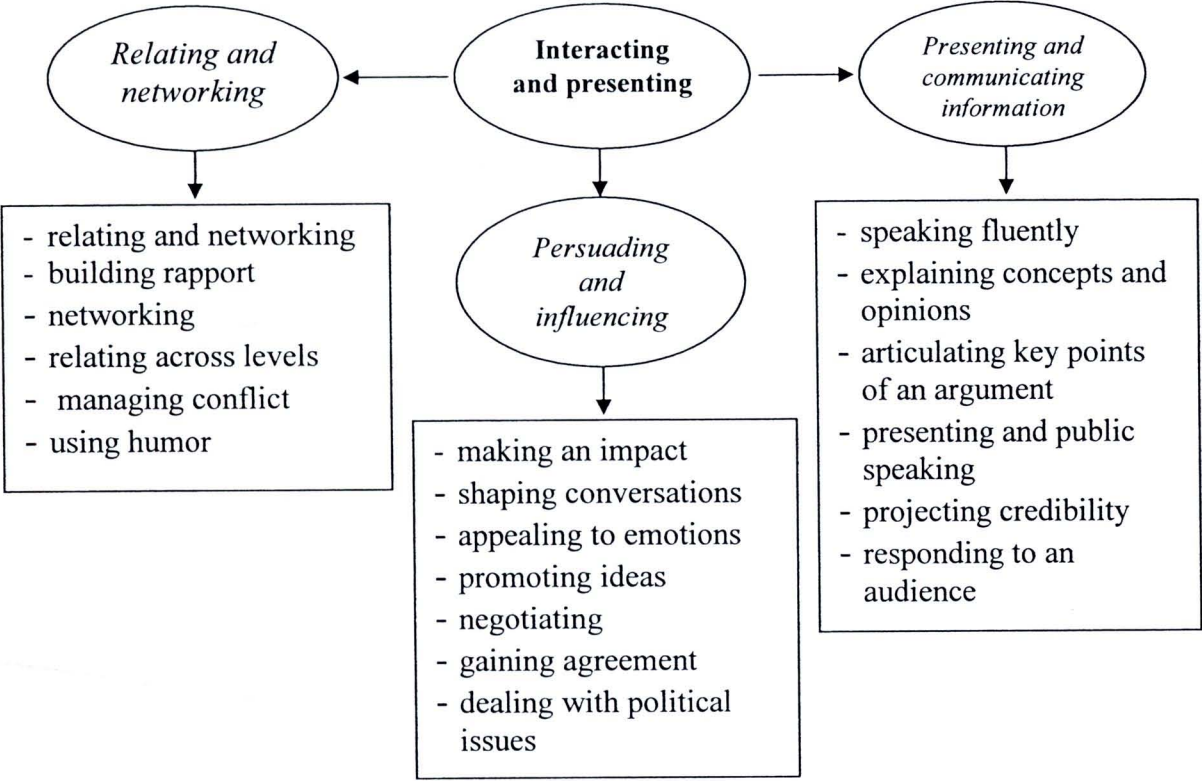 Relating and
networking
Interacting
and presenting
Presenting and
communicating
information
- relating and networking
- building rapport
- networking
- relating across levels
- managing conflict
- using humor
Persuading
and
influencing
- making an impact
- shaping conversations
- appealing to emotions
- promoting ideas
- negotiating
- gaining agreement
- dealing with political
issues
- speaking fluently
- explaining concepts and
opinions
- articulating key points
of an argument
- presenting and public
speaking
- projecting credibility
- responding to an
audience